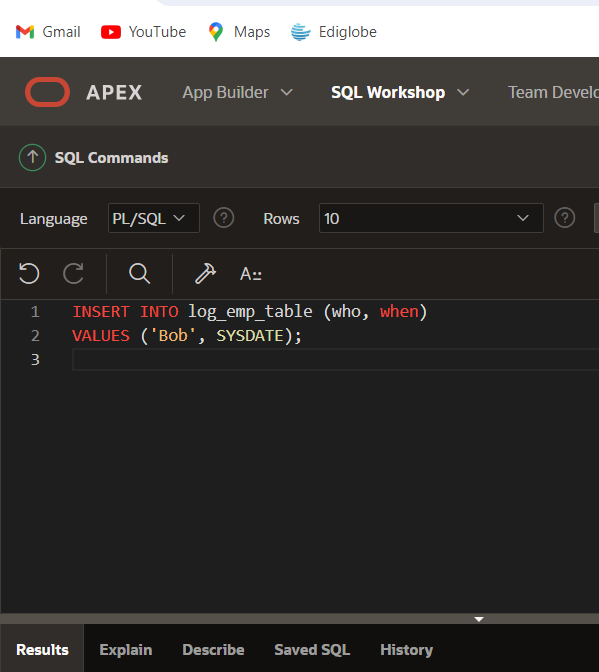 Gmail YouTube Maps Ediglobe
APEX App Builder SQL Workshop Team Develo
SQL Commands
Language PL/SQL ? Rows 10 ?
A::
1 INSERT INTO log_emp_table (who, when)
2 VALUES ('Bob', SYSDATE);
3
Results Explain Describe Saved SQL History